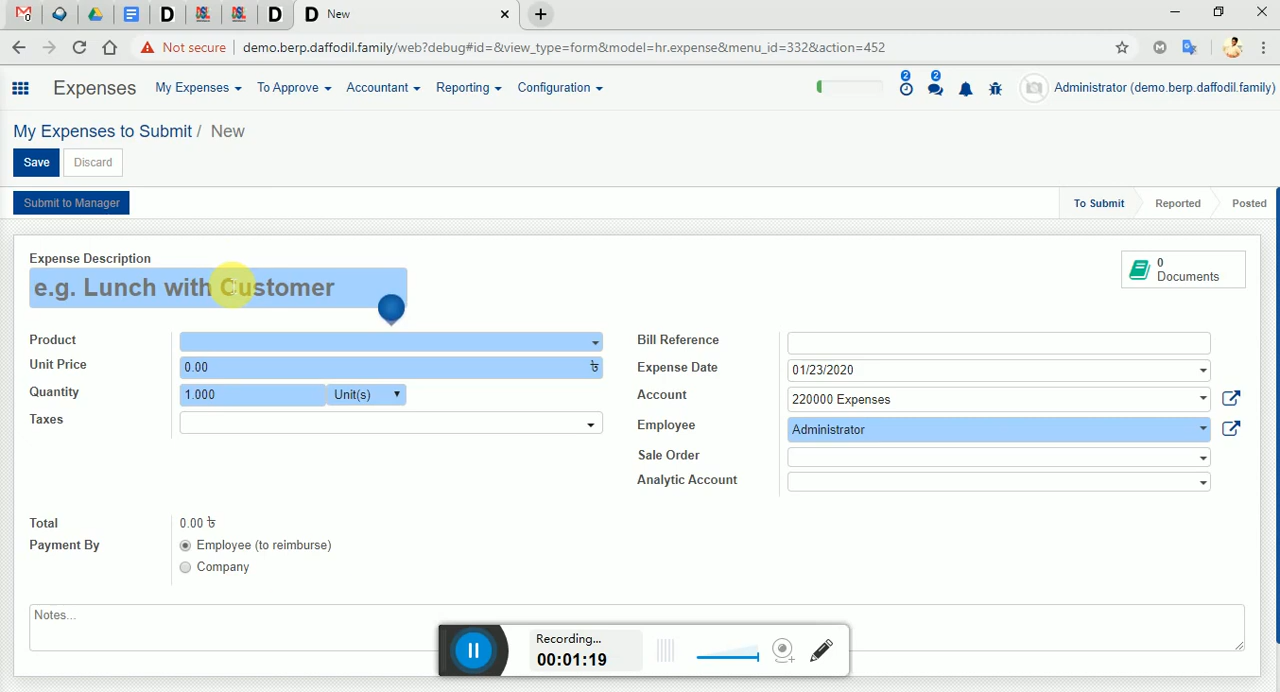 New
Not secure demo.berp.daffodil.family/web?debug#id=&view_type=form&model=hr.expense&menu_id=332&action=452
Expenses My Expenses To Approve Accountant Reporting Configuration 2 2 Administrator (demo.berp.daffodil.family)
My Expenses to Submit / New
Save Discard
Submit to Manager To Submit Reported Posted
Expense Description
e.g. Lunch with Customer
0
Documents
Product
Unit Price 0.00 ৳
Quantity 1.000 Unit(s)
Taxes
Bill Reference
Expense Date 01/23/2020
Account 220000 Expenses
Employee Administrator
Sale Order
Analytic Account
Total 0.00 ৳
Payment By Employee (to reimburse)
Company
Notes...
Recording...
00:01:19